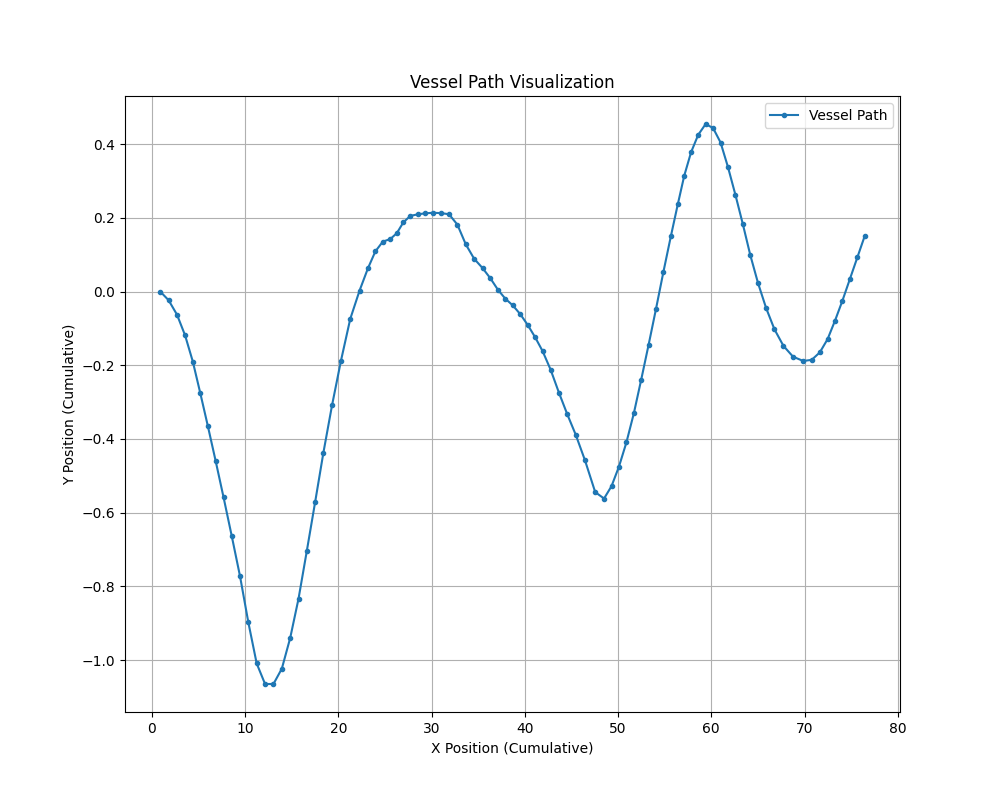 Vessel Path Visualization
Vessel Path
0.4
0.2
0.0
−0.2
−0.4
−0.6
−0.8
−1.0
Y Position (Cumulative)
0 10 20 30 40 50 60 70 80
X Position (Cumulative)